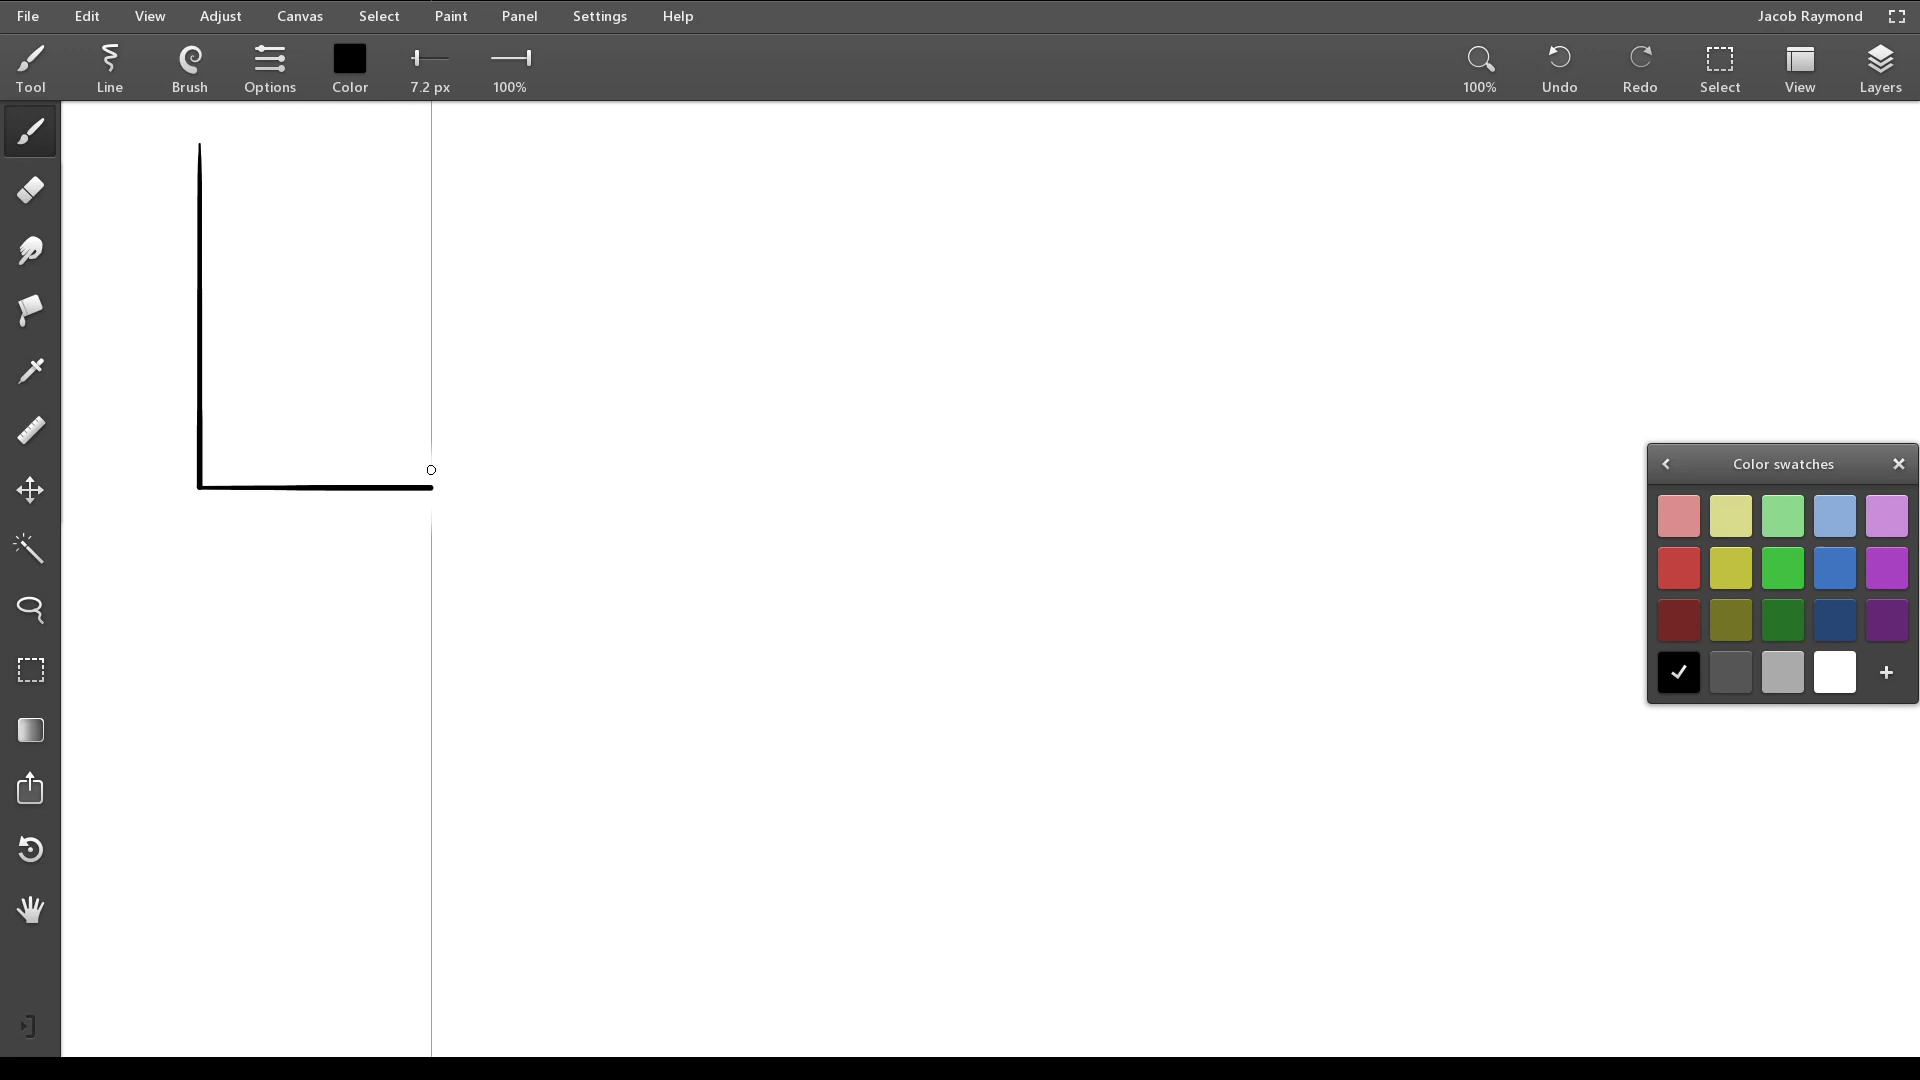 File Edit View Adjust Canvas Select Paint Panel Settings Help Jacob Raymond
Tool Line Brush Options Color 7.2 px 100% 100% Undo Redo Select View Layers
Color swatches